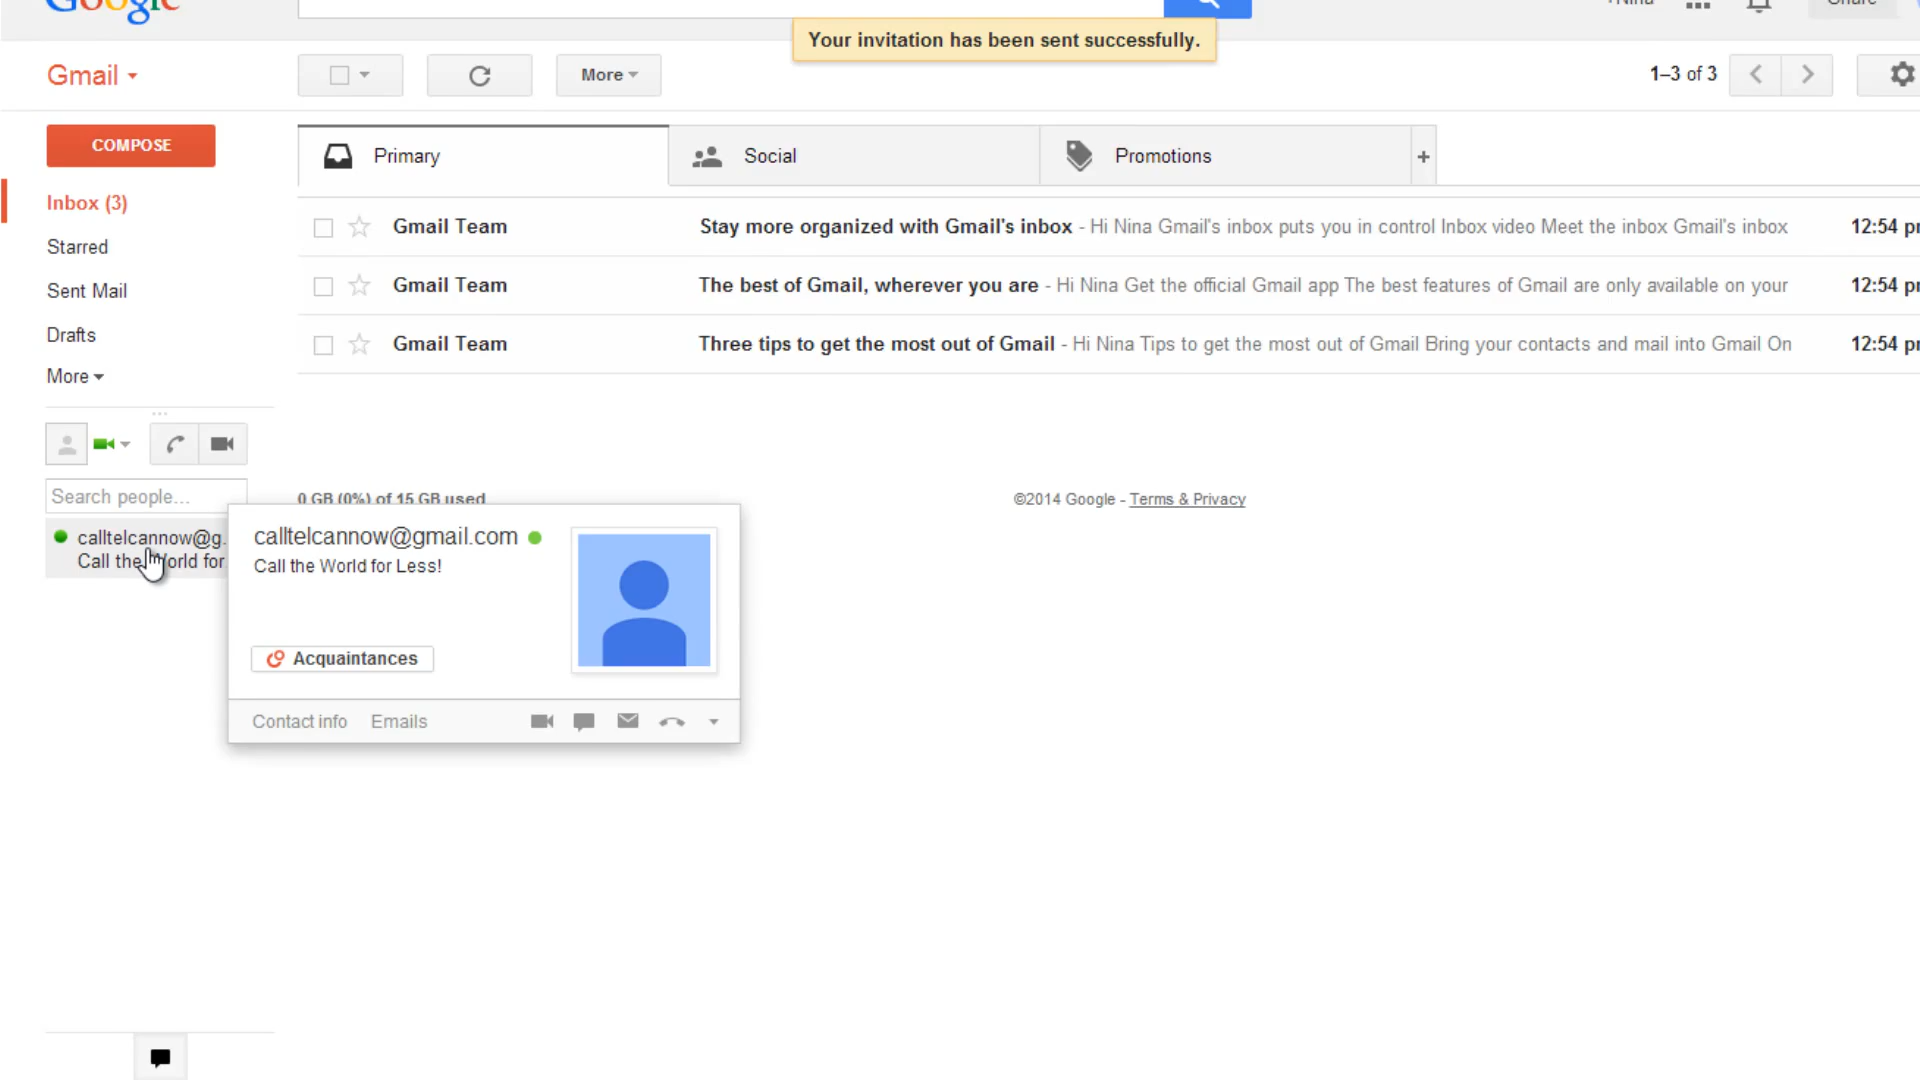 Google
+Nina
Share
Your invitation has been sent successfully.
Gmail
More
1–3 of 3
COMPOSE
Primary
Social
Promotions
+
Inbox (3)
Starred
Sent Mail
Drafts
More
Gmail Team Stay more organized with Gmail's inbox - Hi Nina Gmail's inbox puts you in control Inbox video Meet the inbox Gmail's inbox 12:54 p
Gmail Team The best of Gmail, wherever you are - Hi Nina Get the official Gmail app The best features of Gmail are only available on your 12:54 p
Gmail Team Three tips to get the most out of Gmail - Hi Nina Tips to get the most out of Gmail Bring your contacts and mail into Gmail On 12:54 p
Search people...
calltelcannow@g.
Call the World for
0 GB (0%) of 15 GB used
©2014 Google - Terms & Privacy
calltelcannow@gmail.com
Call the World for Less!
Acquaintances
Contact info Emails